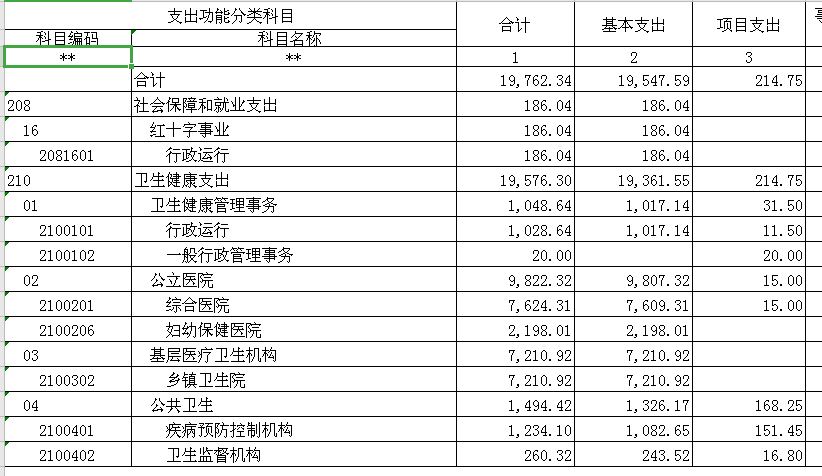 支出功能分类科目 合计 基本支出 项目支出
科目编码 科目名称
** ** 1 2 3
合计 19,762.34 19,547.59 214.75
208 社会保障和就业支出 186.04 186.04
16 红十字事业 186.04 186.04
2081601 行政运行 186.04 186.04
210 卫生健康支出 19,576.30 19,361.55 214.75
01 卫生健康管理事务 1,048.64 1,017.14 31.50
2100101 行政运行 1,028.64 1,017.14 11.50
2100102 一般行政管理事务 20.00 20.00
02 公立医院 9,822.32 9,807.32 15.00
2100201 综合医院 7,624.31 7,609.31 15.00
2100206 妇幼保健医院 2,198.01 2,198.01
03 基层医疗卫生机构 7,210.92 7,210.92
2100302 乡镇卫生院 7,210.92 7,210.92
04 公共卫生 1,494.42 1,326.17 168.25
2100401 疾病预防控制机构 1,234.10 1,082.65 151.45
2100402 卫生监督机构 260.32 243.52 16.80